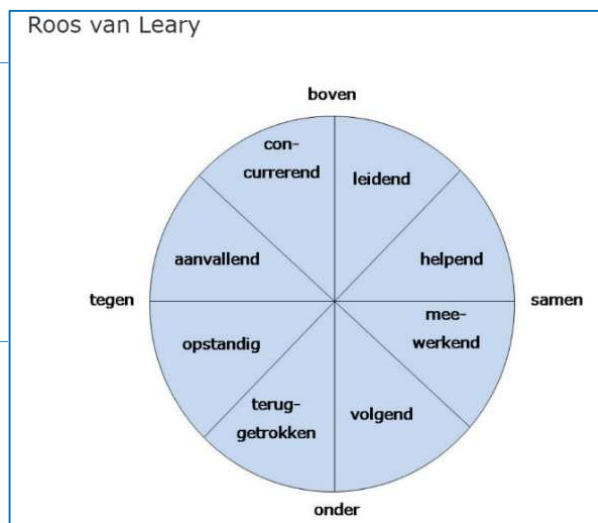 Roos van Leary
boven
con-
currerend
leidend
aanvallend
helpend
tegen
samen
opstandig
mee-
werkend
terug-
getrokken
volgend
onder